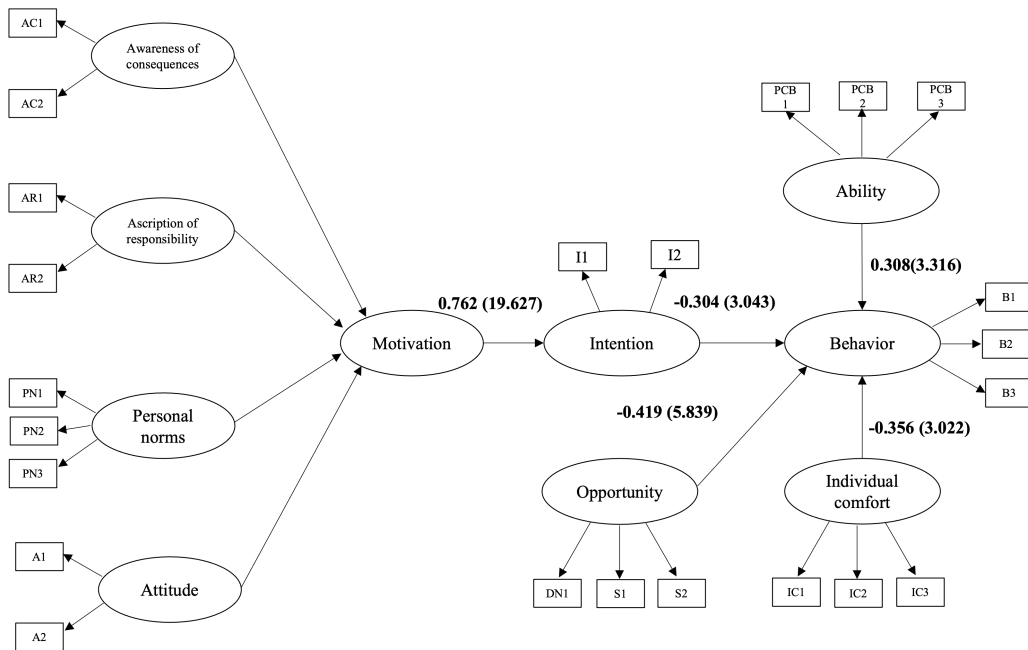 AC1
Awareness of
consequences
AC2
PCB
1
PCB
2
PCB
3
Ability
AR1
Ascription of
responsibility
AR2
I1
I2
0.308(3.316)
0.762 (19.627)
-0.304 (3.043)
B1
Motivation
Intention
Behavior
B2
B3
PN1
Personal
norms
PN2
PN3
-0.419 (5.839)
-0.356 (3.022)
Opportunity
Individual
comfort
A1
Attitude
A2
DN1
S1
S2
IC1
IC2
IC3